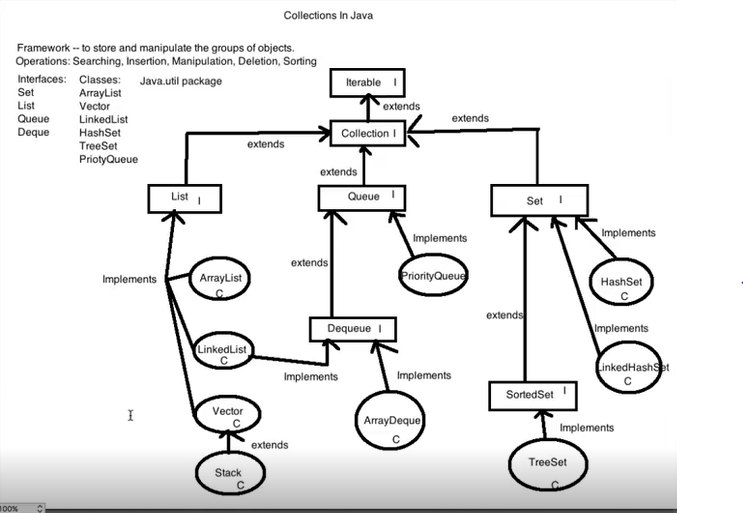 Collections In Java
Framework -- to store and manipulate the groups of objects.
Operations: Searching, Insertion, Manipulation, Deletion, Sorting
Interfaces: Classes: Java.util package
Set ArrayList
List Vector
Queue LinkedList
Deque HashSet
TreeSet
PriotyQueue
Iterable I
extends
Collection I
extends
extends
extends
List I
Queue I
Set I
Implements
Implements
extends
Implements
ArrayList
C
PriorityQueue
HashSet
C
extends
Dequeue I
Implements
LinkedList
C
Implements
Implements
LinkedHashSet
C
SortedSet I
Vector
C
ArrayDeque
C
Implements
extends
Stack
C
TreeSet
C
100%